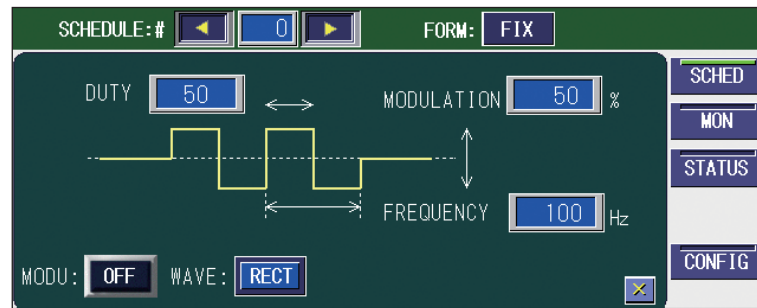 SCHEDULE:# 0 FORM: FIX
SCHED
DUTY 50 MODULATION 50 %
MON
STATUS
FREQUENCY 100 Hz
CONFIG
MODU: OFF WAVE: RECT